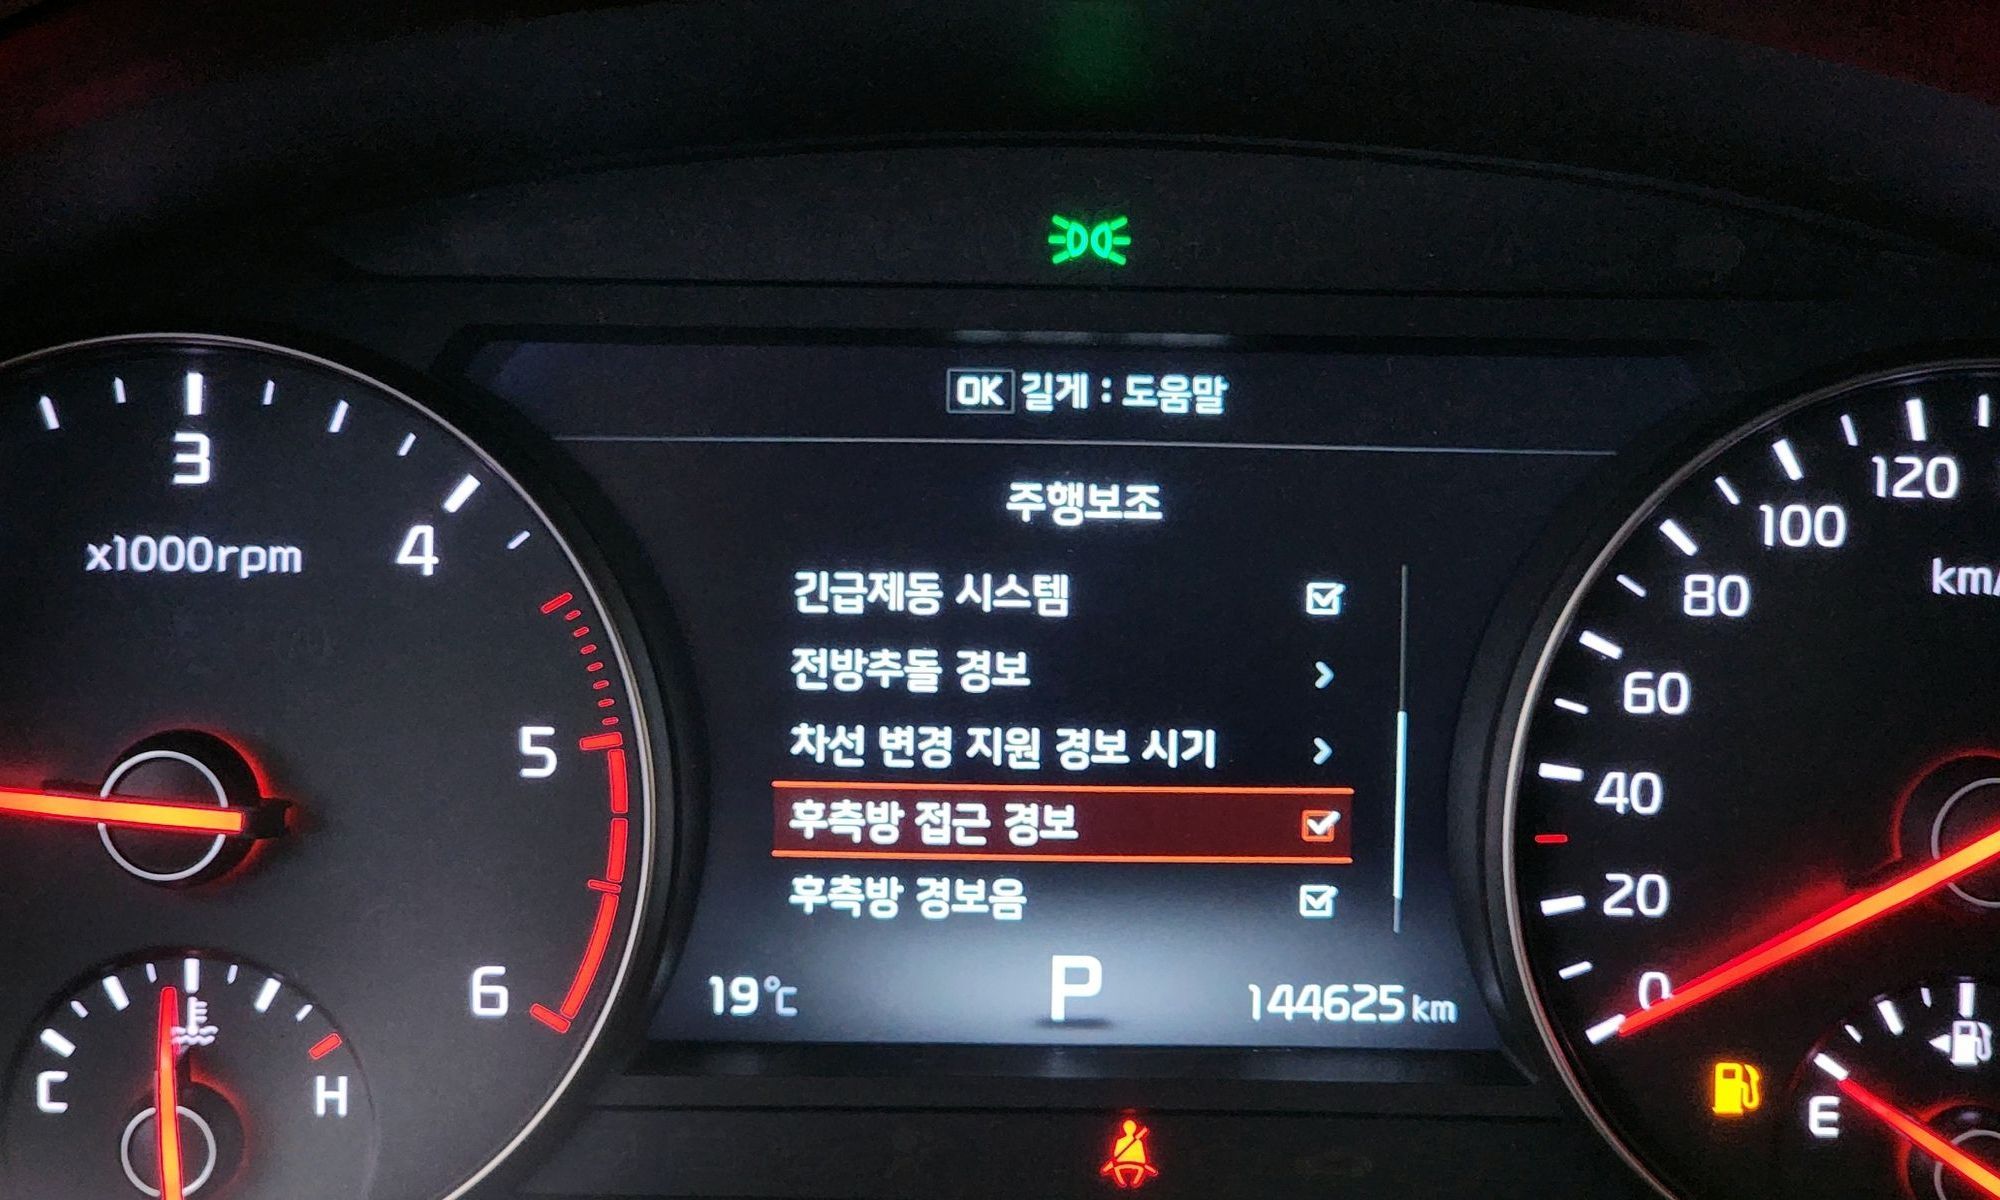 OK 길게 : 도움말
주행보조
긴급제동 시스템
전방추돌 경보
차선 변경 지원 경보 시기
후측방 접근 경보
후측방 경보음
19℃
P
144625 km
3
x1000rpm
4
5
6
C
H
120
100
km/
80
60
40
20
0
E